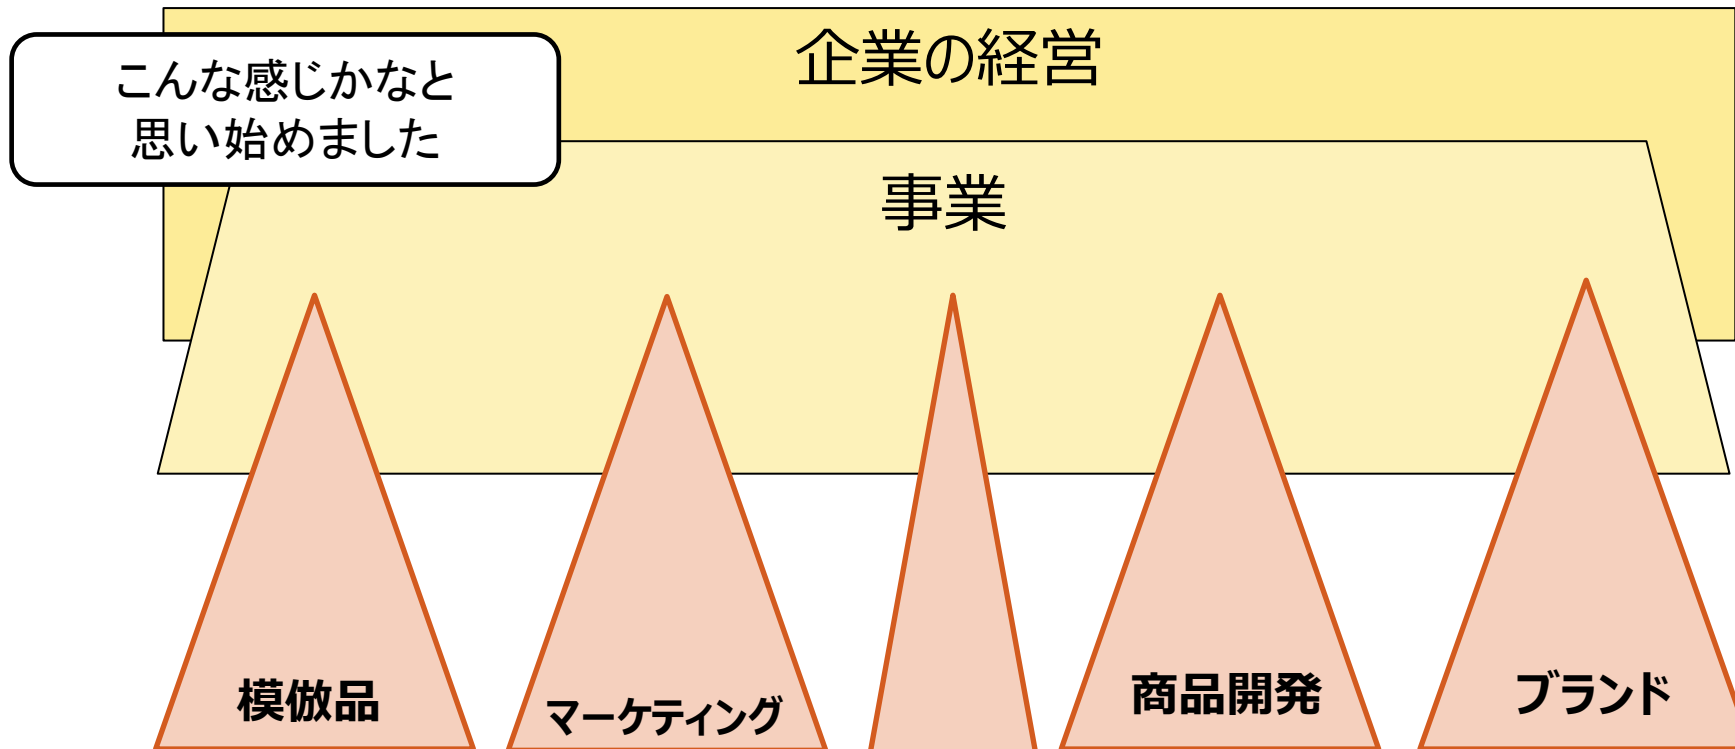 企業の経営
こんな感じかなと
思い始めました
事業
模倣品
マーケティング
商品開発
ブランド